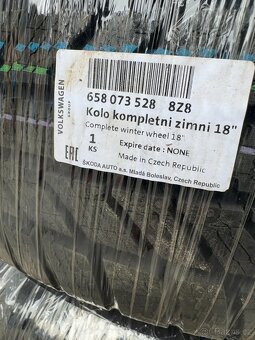 VOLKSWAGEN
658 073 528 8Z8
Kolo kompletni zimni 18"
Complete winter wheel 18"
1
KS
Expire date : NONE
Made in Czech Republic
EAC
ŠKODA AUTO a.s. Mladá Boleslav, Czech Republic